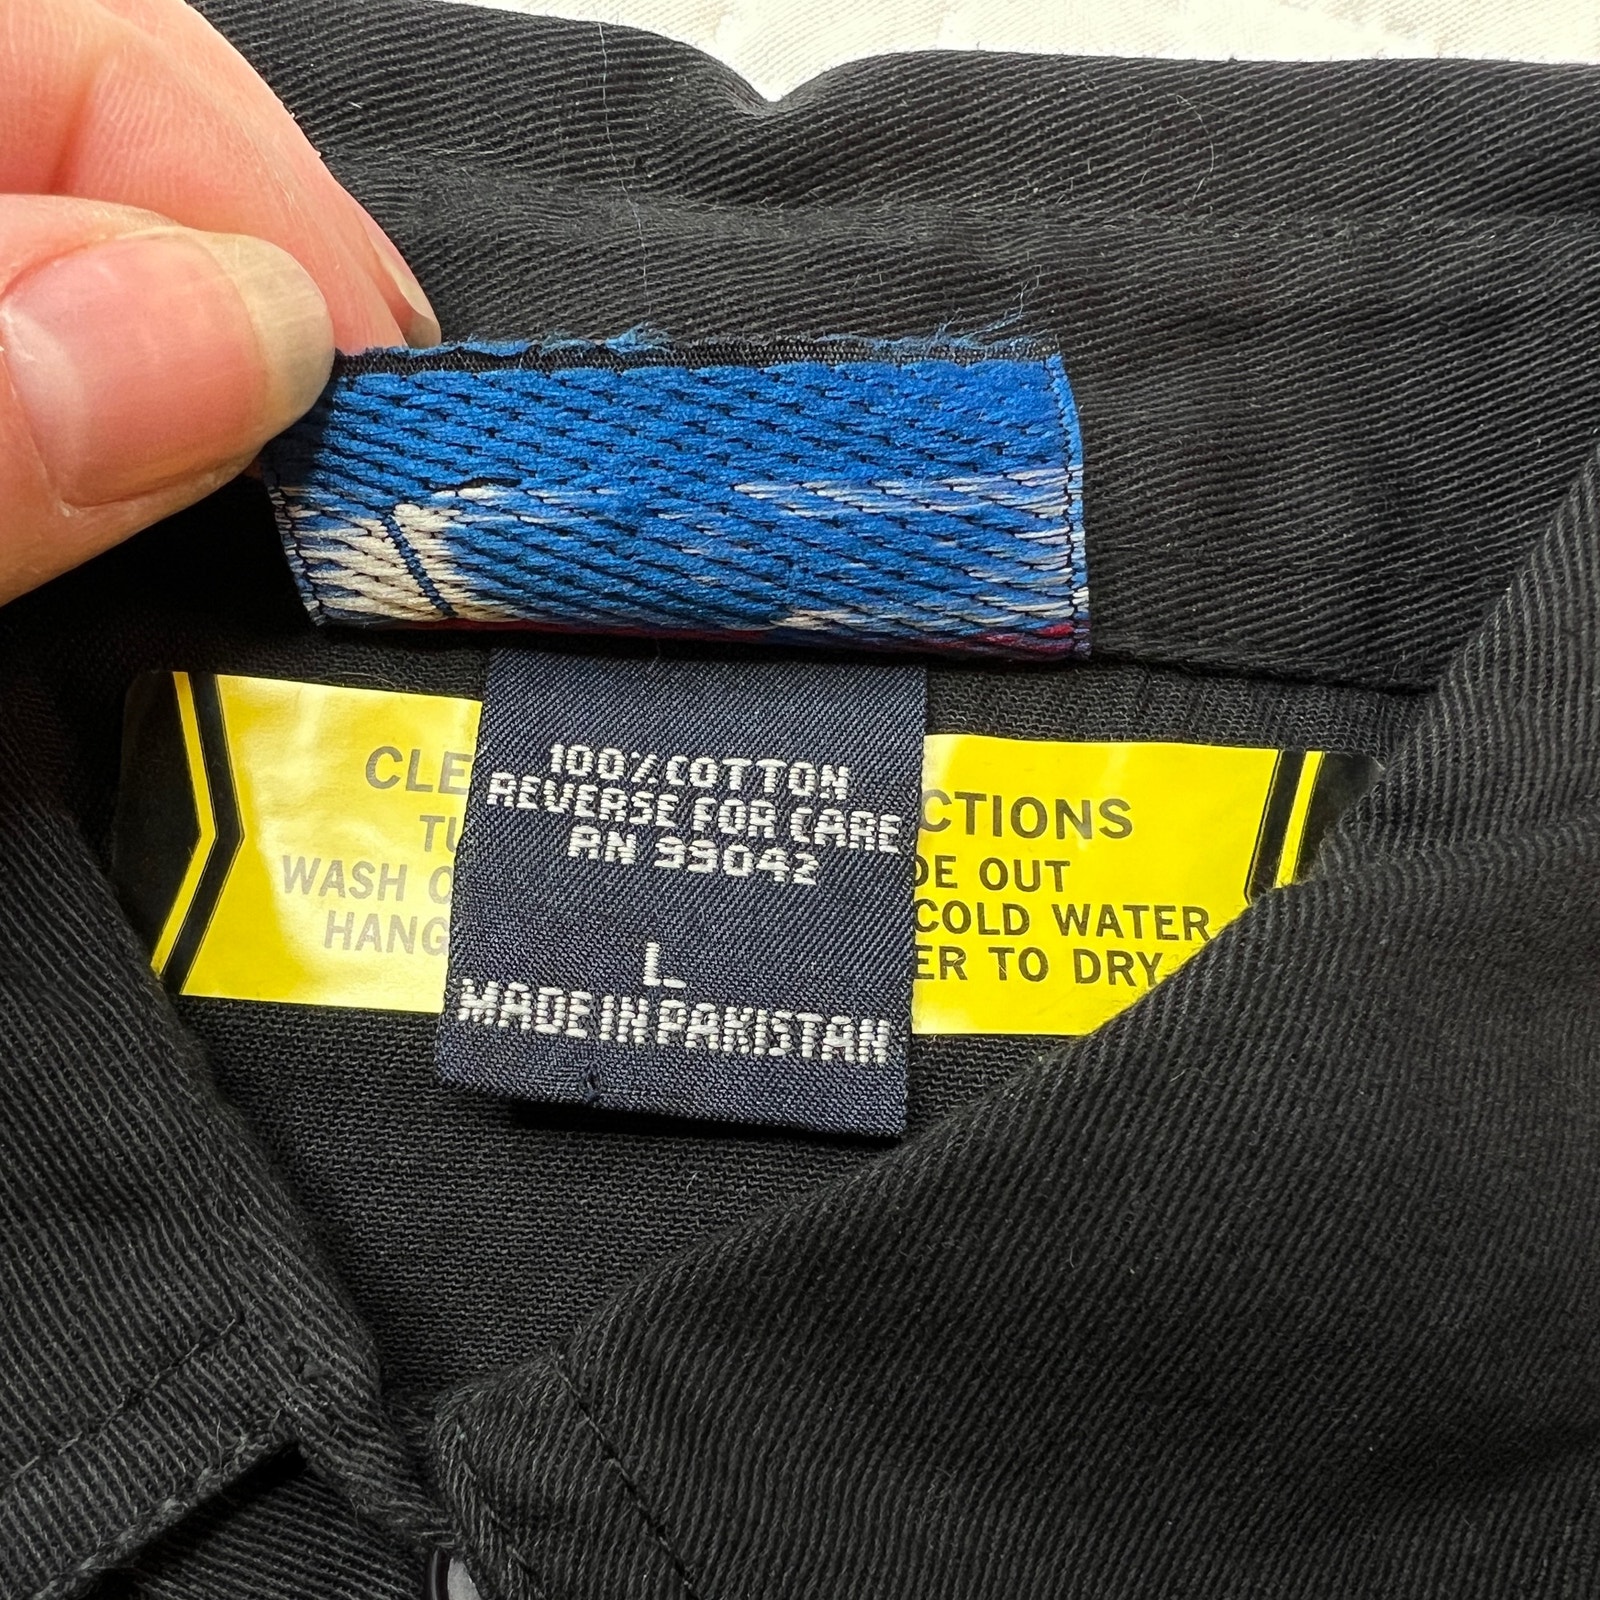 100% COTTON
REVERSE FOR CARE
RN 99042
L
MADE IN PAKISTAN
CLE CTIONS
TU DE OUT
WASH COLD WATER
HANG ER TO DRY